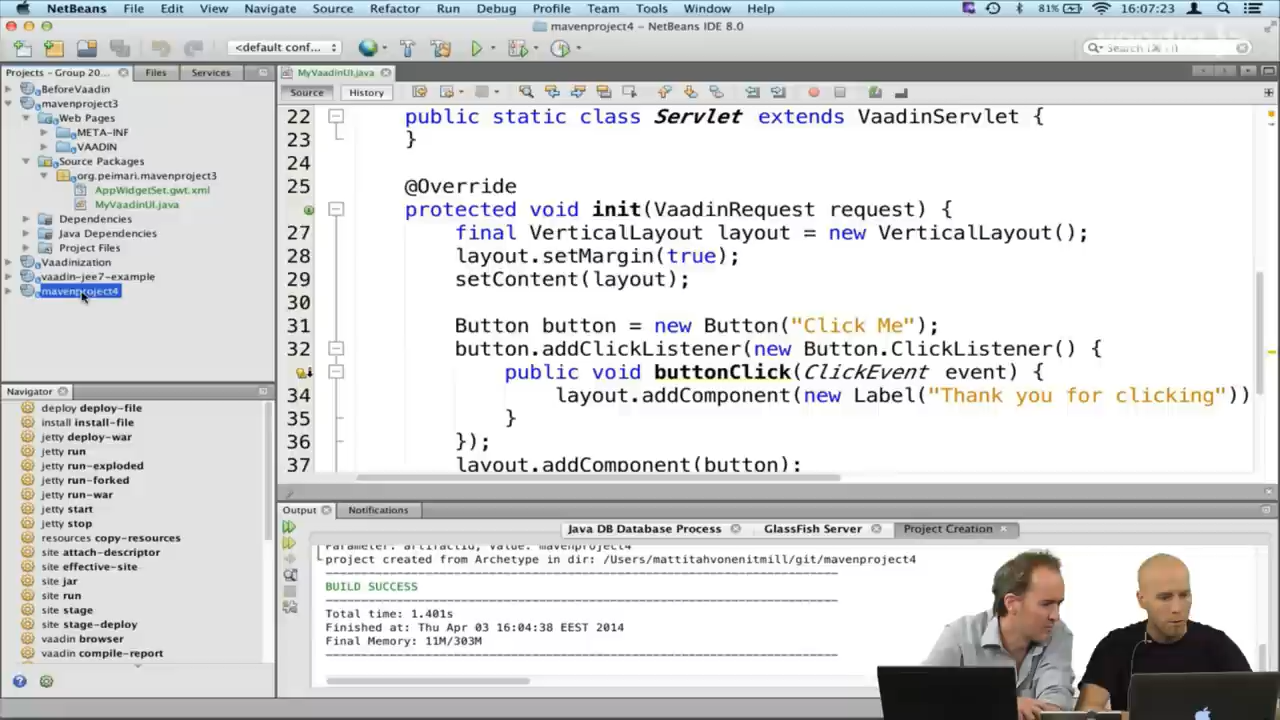 NetBeans File Edit View Navigate Source Refactor Run Debug Profile Team Tools Window Help 81% 16:07:23
mavenproject4 - NetBeans IDE 8.0
<default conf...
Search (⌘+I)
Projects - Group 20... Files Services
MyVaadinUI.java
Source History
BeforeVaadin
mavenproject3
Web Pages
META-INF
VAADIN
Source Packages
org.peimari.mavenproject3
AppWidgetSet.gwt.xml
MyVaadinUI.java
Dependencies
Java Dependencies
Project Files
Vaadinization
vaadin-jee7-example
mavenproject4
22 public static class Servlet extends VaadinServlet {
23 }
24
25 @Override
protected void init(VaadinRequest request) {
27 final VerticalLayout layout = new VerticalLayout();
28 layout.setMargin(true);
29 setContent(layout);
30
31 Button button = new Button("Click Me");
32 button.addClickListener(new Button.ClickListener() {
public void buttonClick(ClickEvent event) {
34 layout.addComponent(new Label("Thank you for clicking"))
35 }
36 });
37 layout.addComponent(button);
Navigator
deploy deploy-file
install install-file
jetty deploy-war
jetty run
jetty run-exploded
jetty run-forked
jetty run-war
jetty start
jetty stop
resources copy-resources
site attach-descriptor
site effective-site
site jar
site run
site stage
site stage-deploy
vaadin browser
vaadin compile-report
Output Notifications
Java DB Database Process GlassFish Server Project Creation
Parameter: artifactId, Value: mavenproject4
project created from Archetype in dir: /Users/mattitahvonenitmill/git/mavenproject4
BUILD SUCCESS
Total time: 1.401s
Finished at: Thu Apr 03 16:04:38 EEST 2014
Final Memory: 11M/303M